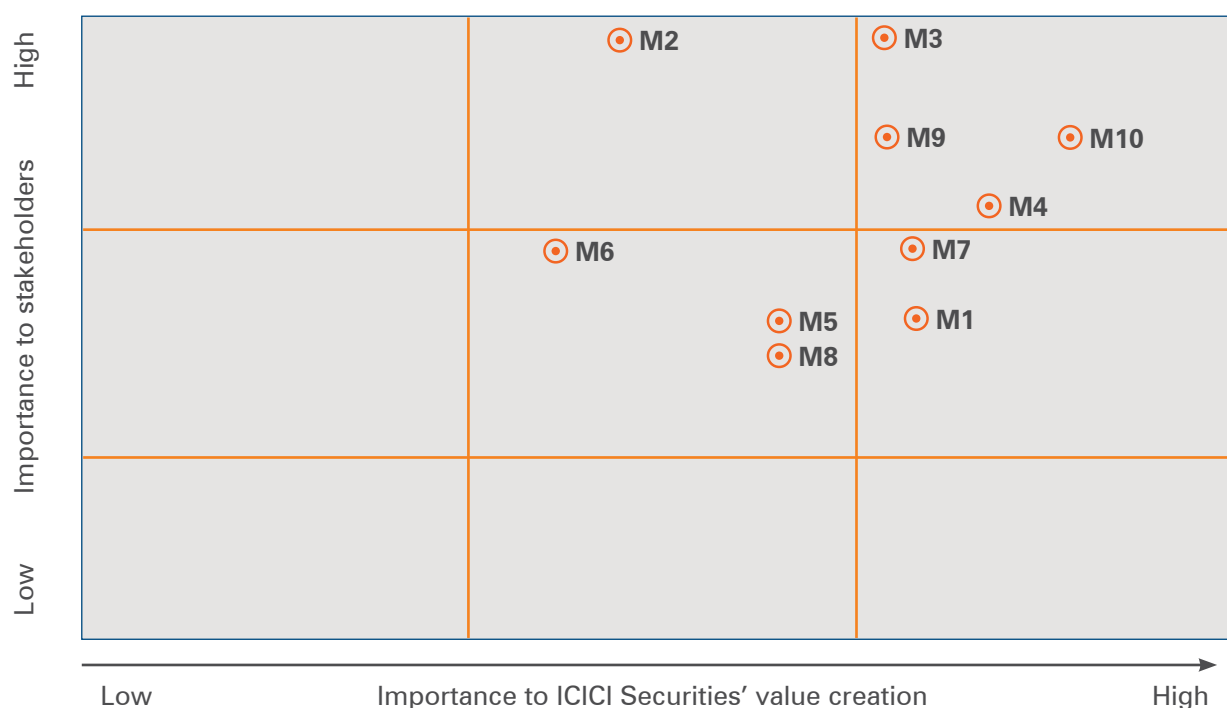 High
Importance to stakeholders
Low
M2
M3
M9
M10
M4
M6
M7
M5
M1
M8
Low
Importance to ICICI Securities’ value creation
High